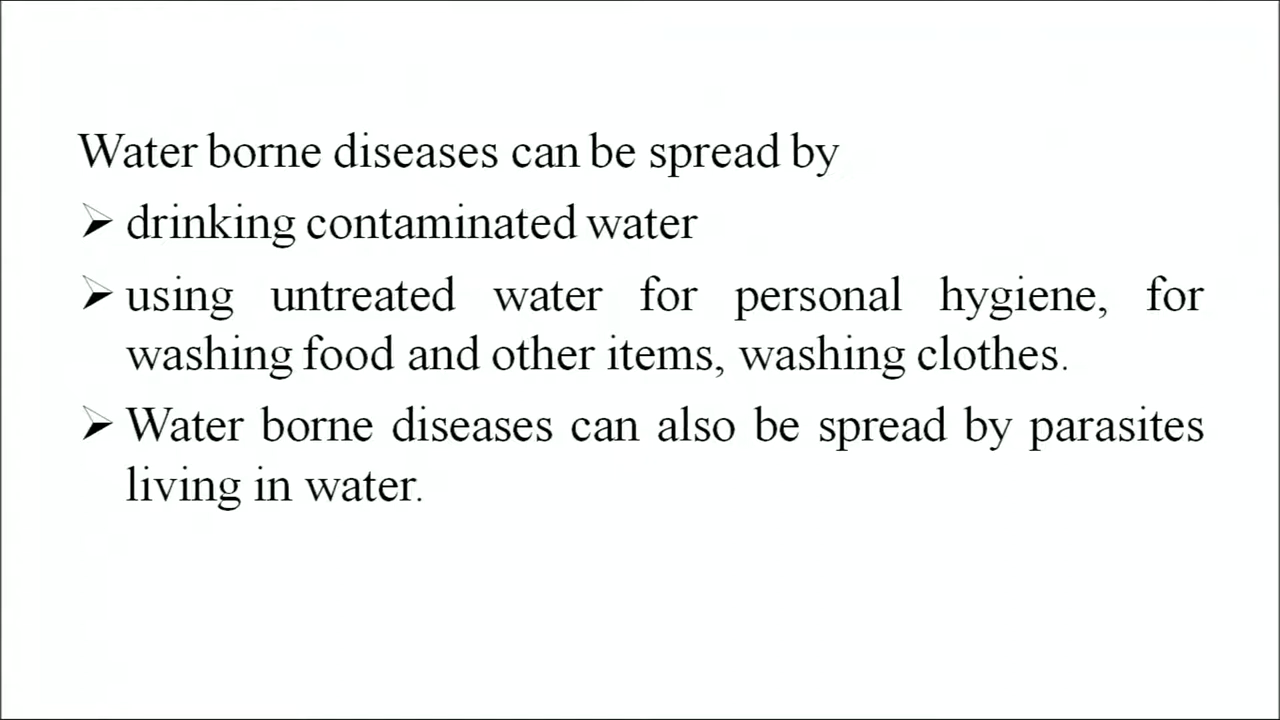 Water borne diseases can be spread by
➢ drinking contaminated water
➢ using untreated water for personal hygiene, for
washing food and other items, washing clothes.
➢ Water borne diseases can also be spread by parasites
living in water.